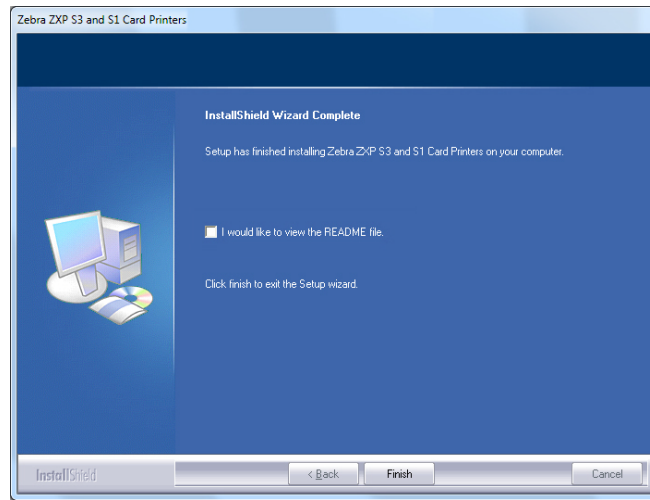 Zebra ZXP S3 and S1 Card Printers
InstallShield Wizard Complete
Setup has finished installing Zebra ZXP S3 and S1 Card Printers on your computer.
I would like to view the README file.
Click finish to exit the Setup wizard.
InstallShield
< Back
Finish
Cancel